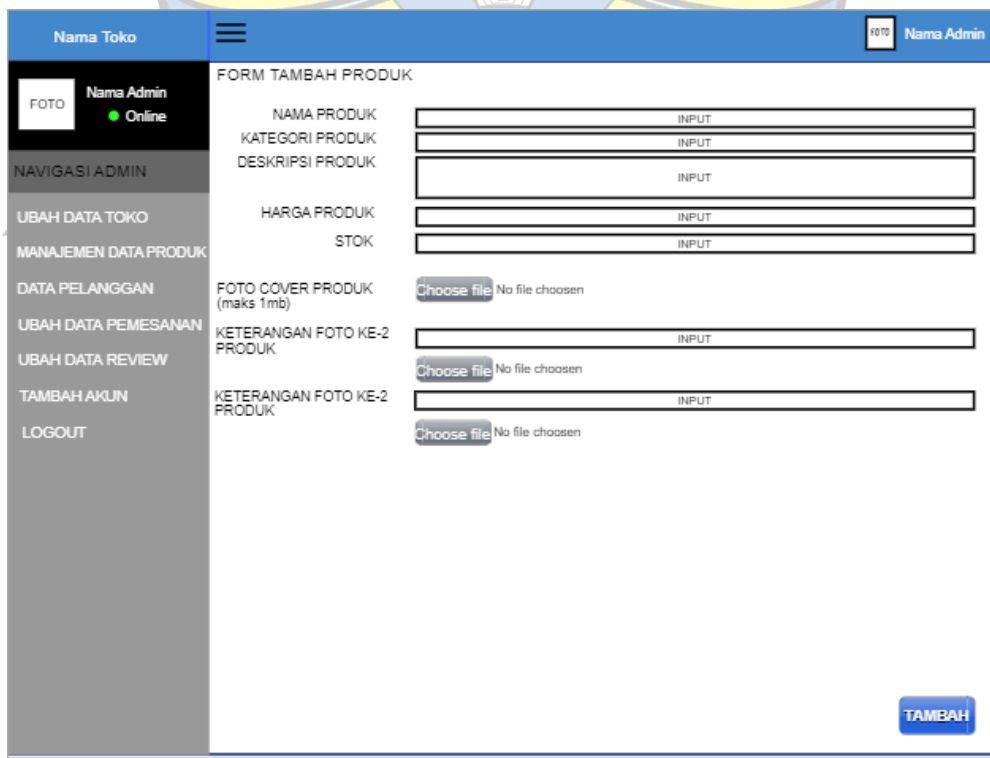 Nama Toko
FOTO Nama Admin
FOTO
Nama Admin
Online
NAVIGASI ADMIN
UBAH DATA TOKO
MANAJEMEN DATA PRODUK
DATA PELANGGAN
UBAH DATA PEMESANAN
UBAH DATA REVIEW
TAMBAH AKUN
LOGOUT
FORM TAMBAH PRODUK
NAMA PRODUK INPUT
KATEGORI PRODUK INPUT
DESKRIPSI PRODUK INPUT
HARGA PRODUK INPUT
STOK INPUT
FOTO COVER PRODUK Choose file No file choosen
(maks 1mb)
KETERANGAN FOTO KE-2
PRODUK
INPUT
Choose file No file choosen
KETERANGAN FOTO KE-2
PRODUK
INPUT
Choose file No file choosen
TAMBAH